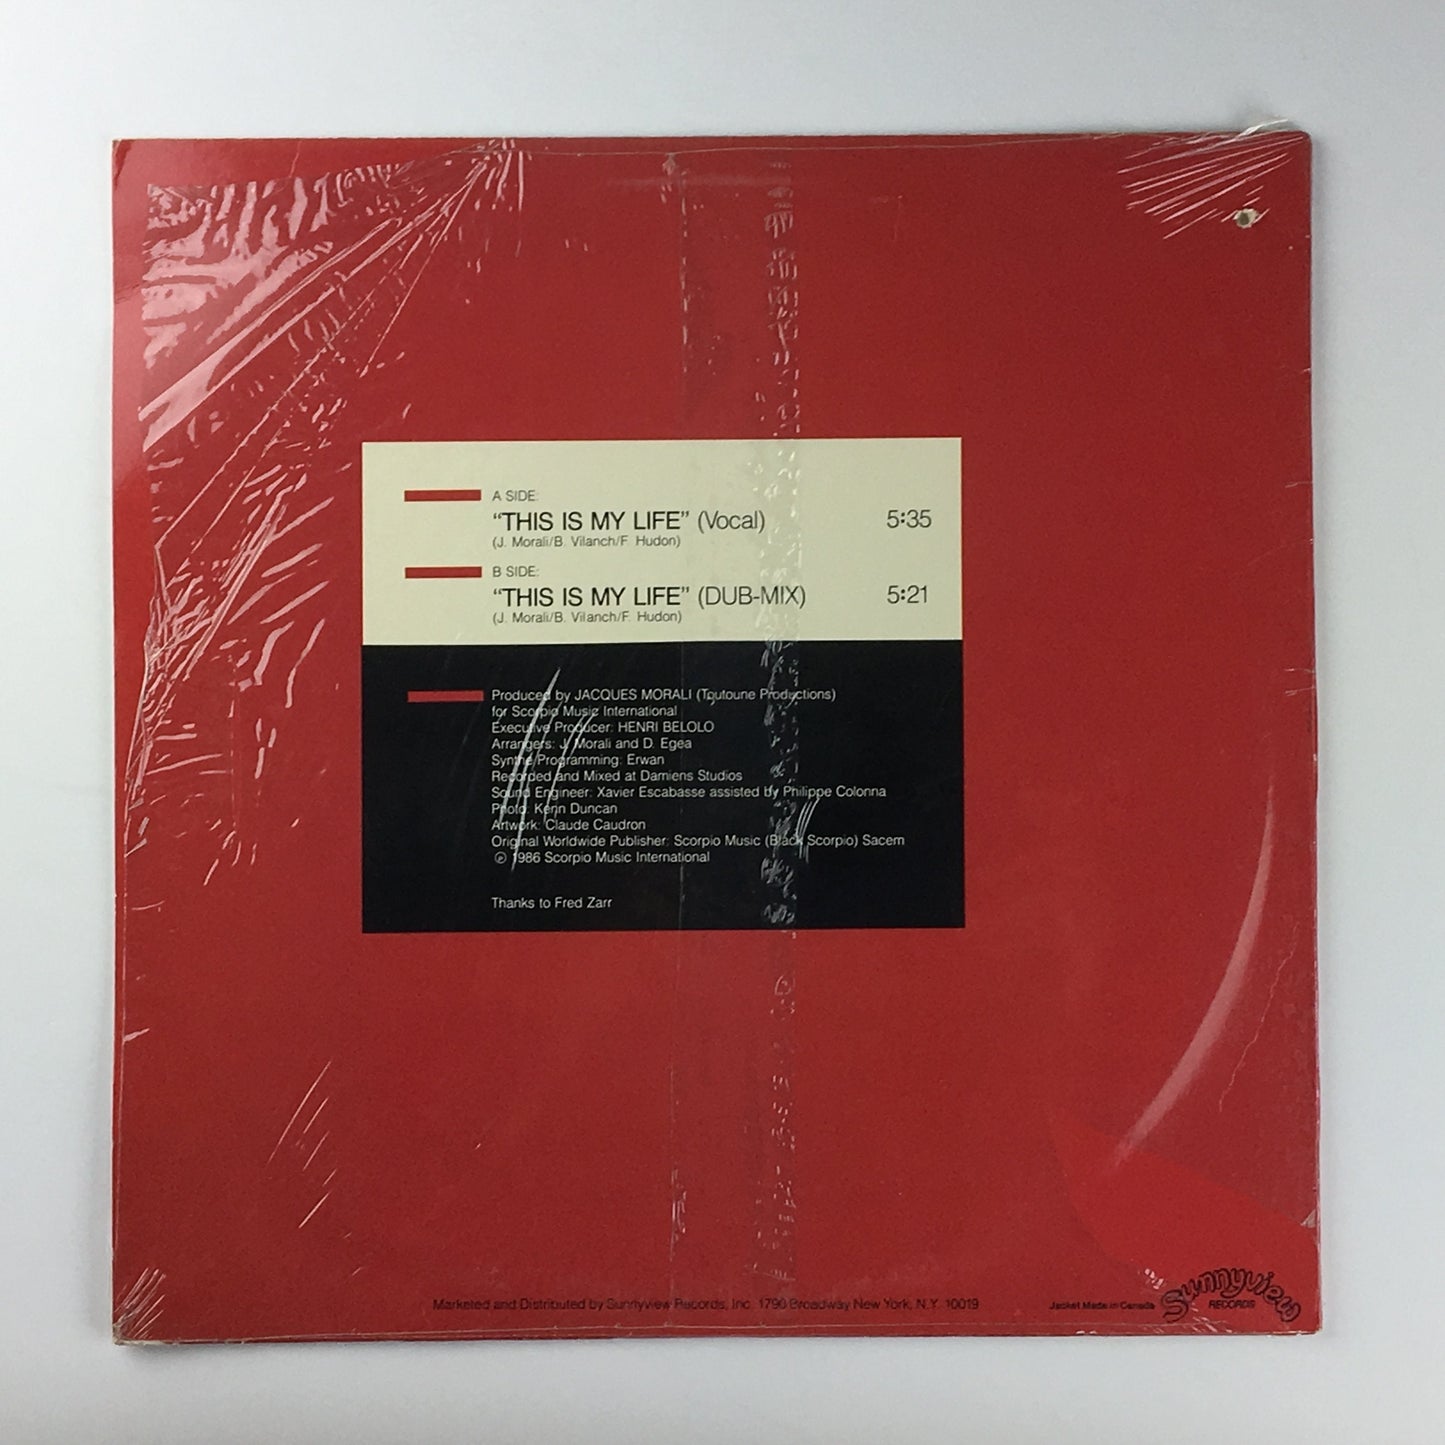 A SIDE:
“THIS IS MY LIFE” (Vocal) 5:35
(J. Morali/B. Vilanch/F. Hudon)
B SIDE:
“THIS IS MY LIFE” (DUB-MIX) 5:21
(J. Morali/B. Vilanch/F. Hudon)
Produced by JACQUES MORALI (Toutoune Productions)
for Scorpio Music International
Executive Producer: HENRI BELOLO
Arrangers: J. Morali and D. Egea
Synthe Programming: Erwan
Recorded and Mixed at Damiens Studios
Sound Engineer: Xavier Escabasse assisted by Philippe Colonna
Photo: Kenn Duncan
Artwork: Claude Caudron
Original Worldwide Publisher: Scorpio Music (Black Scorpio) Sacem
℗ 1986 Scorpio Music International
Thanks to Fred Zarr
Marketed and Distributed by Sunnyview Records, Inc. 1790 Broadway New York, N.Y. 10019
Jacket Made in Canada
Sunnyview
RECORDS